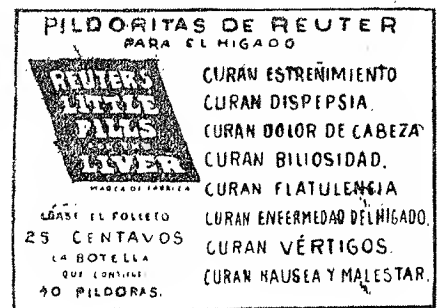 PILDORITAS DE REUTER
PARA EL HIGADO
REUTER'S
LITTLE
PILLS
LIVER
MARCA DE FABRICA
LÉASE EL FOLLETO
25 CENTAVOS
LA BOTELLA
QUE CONTIENE
40 PILDORAS.
CURAN ESTREÑIMIENTO
CURAN DISPEPSIA.
CURAN DOLOR DE CABEZA
CURAN BILIOSIDAD.
CURAN FLATULENCIA
CURAN ENFERMEDAD DEL HIGADO.
CURAN VÉRTIGOS.
CURAN NAUSEA Y MALESTAR.